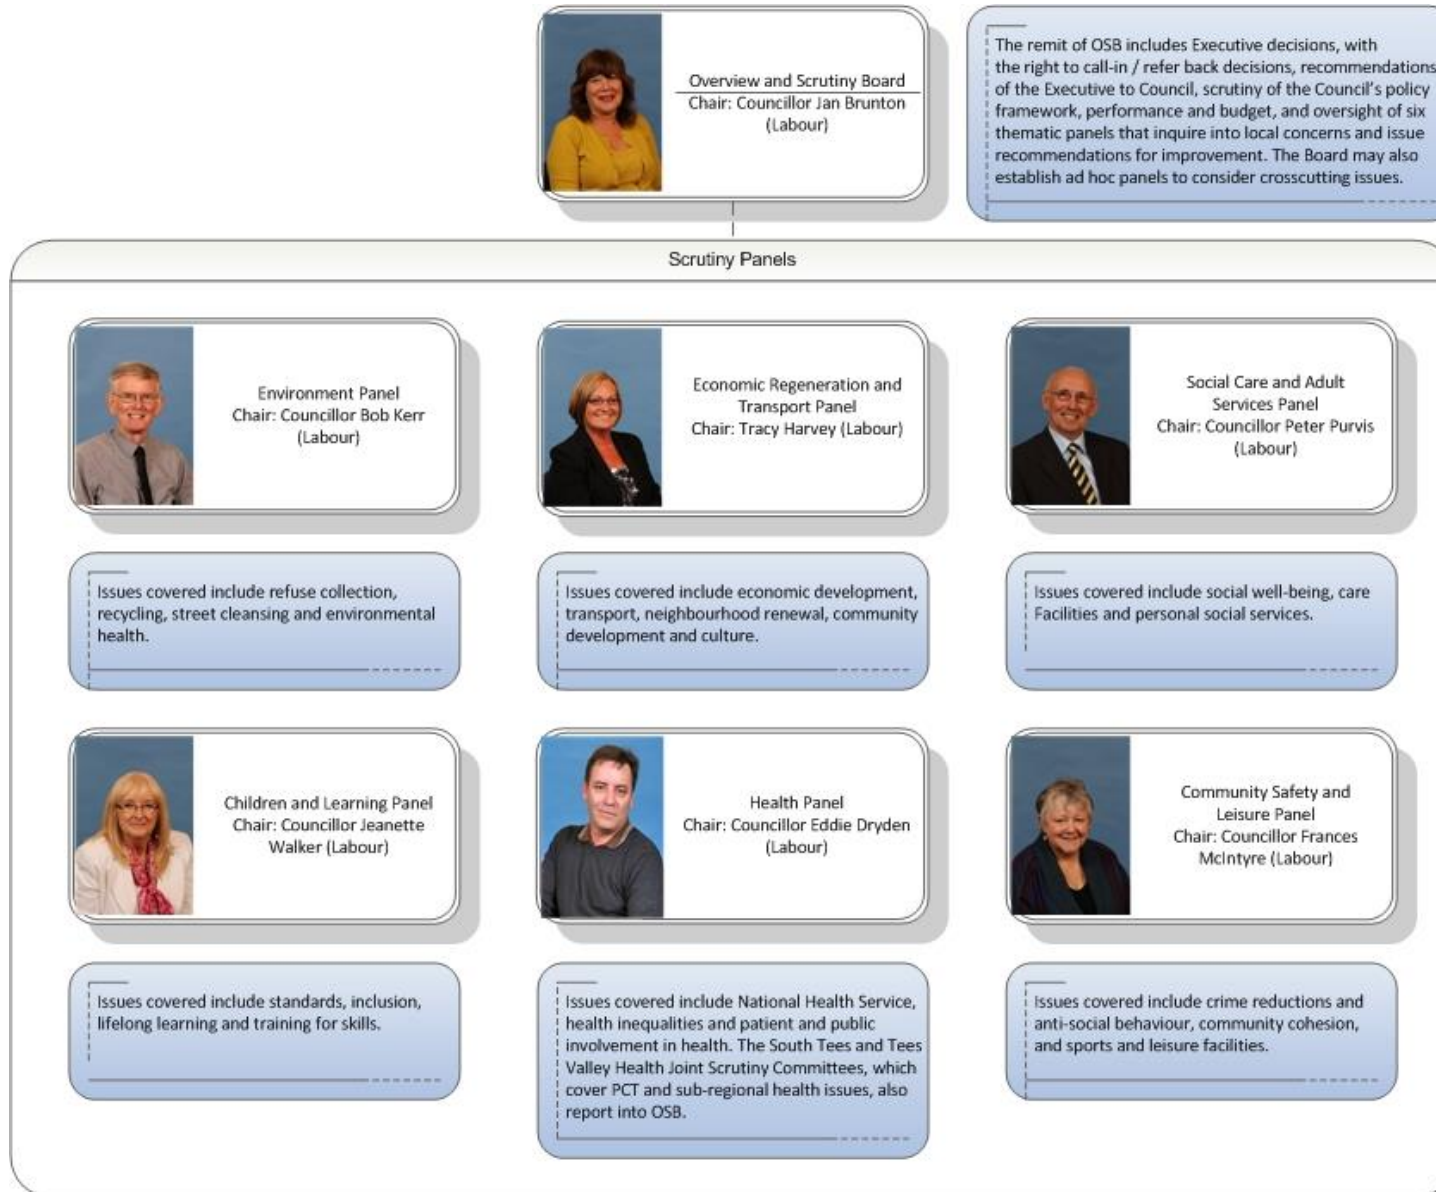 Overview and Scrutiny Board
Chair: Councillor Jan Brunton
(Labour)
The remit of OSB includes Executive decisions, with
the right to call-in / refer back decisions, recommendations
of the Executive to Council, scrutiny of the Council's policy
framework, performance and budget, and oversight of six
thematic panels that inquire into local concerns and issue
recommendations for improvement. The Board may also
establish ad hoc panels to consider crosscutting issues.
Scrutiny Panels
Environment Panel
Chair: Councillor Bob Kerr
(Labour)
Economic Regeneration and
Transport Panel
Chair: Tracy Harvey (Labour)
Social Care and Adult
Services Panel
Chair: Councillor Peter Purvis
(Labour)
Issues covered include refuse collection,
recycling, street cleansing and environmental
health.
Issues covered include economic development,
transport, neighbourhood renewal, community
development and culture.
Issues covered include social well-being, care
Facilities and personal social services.
Children and Learning Panel
Chair: Councillor Jeanette
Walker (Labour)
Health Panel
Chair: Councillor Eddie Dryden
(Labour)
Community Safety and
Leisure Panel
Chair: Councillor Frances
McIntyre (Labour)
Issues covered include standards, inclusion,
lifelong learning and training for skills.
Issues covered include National Health Service,
health inequalities and patient and public
involvement in health. The South Tees and Tees
Valley Health Joint Scrutiny Committees, which
cover PCT and sub-regional health issues, also
report into OSB.
Issues covered include crime reductions and
anti-social behaviour, community cohesion,
and sports and leisure facilities.